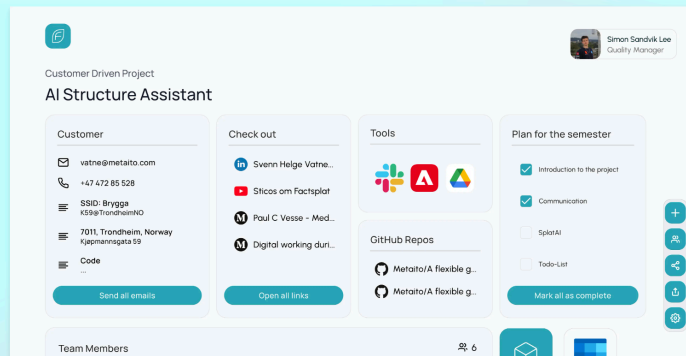 Simon Sandvik Lee
Quality Manager
Customer Driven Project
AI Structure Assistant
Customer
vatne@metaito.com
+47 472 85 528
SSID: Brygga
K59@TrondheimNO
7011, Trondheim, Norway
Kjøpmannsgata 59
Code
...
Send all emails
Check out
Svenn Helge Vatne...
Sticos om Factsplat
Paul C Vesse - Med...
Digital working duri...
Open all links
Tools
GitHub Repos
Metaito/A flexible g...
Metaito/A flexible g...
Plan for the semester
Introduction to the project
Communication
SplatAI
Todo-List
Mark all as complete
Team Members
6